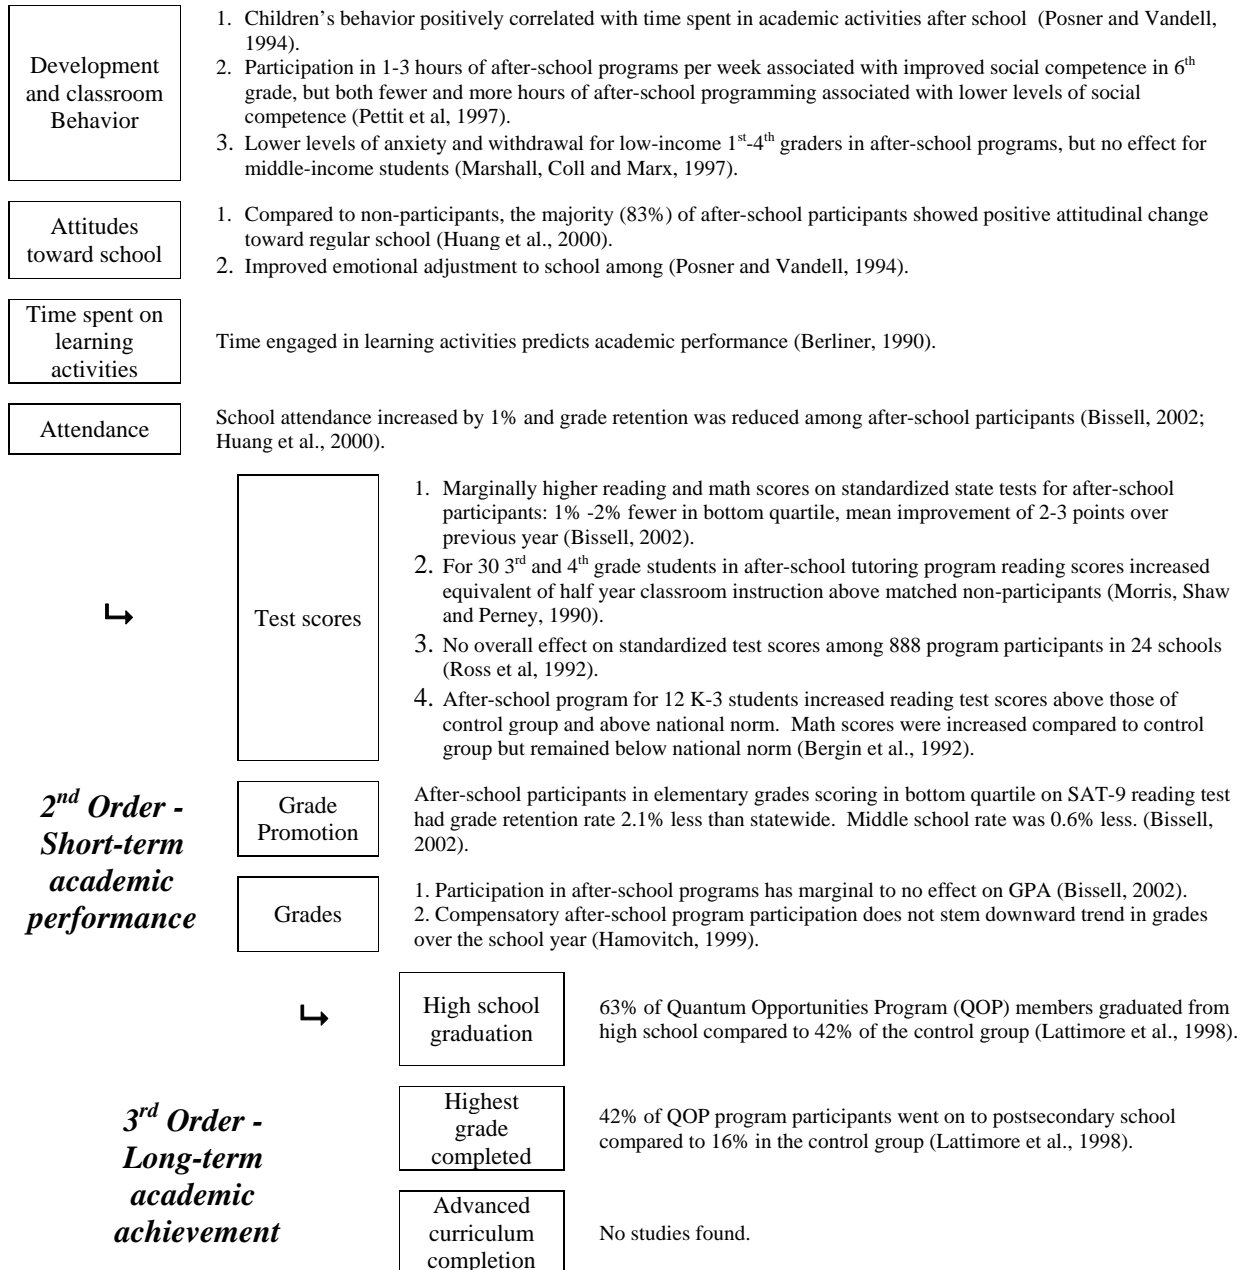 Development
and classroom
Behavior
1. Children’s behavior positively correlated with time spent in academic activities after school (Posner and Vandell,
1994).
2. Participation in 1-3 hours of after-school programs per week associated with improved social competence in 6th
grade, but both fewer and more hours of after-school programming associated with lower levels of social
competence (Pettit et al, 1997).
3. Lower levels of anxiety and withdrawal for low-income 1st-4th graders in after-school programs, but no effect for
middle-income students (Marshall, Coll and Marx, 1997).
Attitudes
toward school
1. Compared to non-participants, the majority (83%) of after-school participants showed positive attitudinal change
toward regular school (Huang et al., 2000).
2. Improved emotional adjustment to school among (Posner and Vandell, 1994).
Time spent on
learning
activities
Time engaged in learning activities predicts academic performance (Berliner, 1990).
Attendance
School attendance increased by 1% and grade retention was reduced among after-school participants (Bissell, 2002;
Huang et al., 2000).
Test scores
1. Marginally higher reading and math scores on standardized state tests for after-school
participants: 1% -2% fewer in bottom quartile, mean improvement of 2-3 points over
previous year (Bissell, 2002).
2. For 30 3rd and 4th grade students in after-school tutoring program reading scores increased
equivalent of half year classroom instruction above matched non-participants (Morris, Shaw
and Perney, 1990).
3. No overall effect on standardized test scores among 888 program participants in 24 schools
(Ross et al, 1992).
4. After-school program for 12 K-3 students increased reading test scores above those of
control group and above national norm. Math scores were increased compared to control
group but remained below national norm (Bergin et al., 1992).
2nd Order -
Short-term
academic
performance
Grade
Promotion
After-school participants in elementary grades scoring in bottom quartile on SAT-9 reading test
had grade retention rate 2.1% less than statewide. Middle school rate was 0.6% less. (Bissell,
2002).
Grades
1. Participation in after-school programs has marginal to no effect on GPA (Bissell, 2002).
2. Compensatory after-school program participation does not stem downward trend in grades
over the school year (Hamovitch, 1999).
High school
graduation
63% of Quantum Opportunities Program (QOP) members graduated from
high school compared to 42% of the control group (Lattimore et al., 1998).
3rd Order -
Long-term
academic
achievement
Highest
grade
completed
42% of QOP program participants went on to postsecondary school
compared to 16% in the control group (Lattimore et al., 1998).
Advanced
curriculum
completion
No studies found.